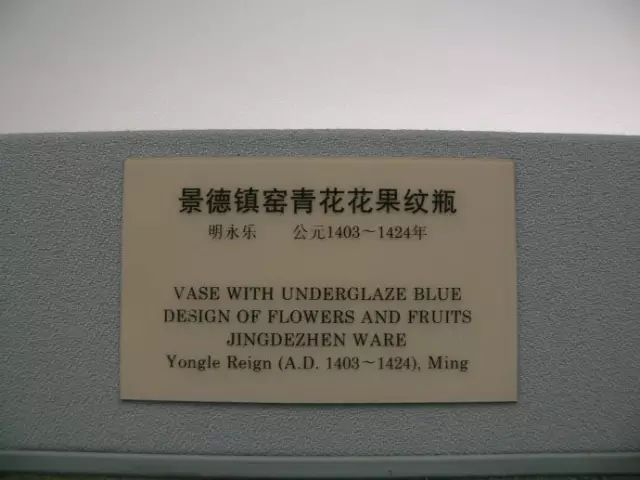 景德镇窑青花花果纹瓶
明永乐 公元1403～1424年
VASE WITH UNDERGLAZE BLUE
DESIGN OF FLOWERS AND FRUITS
JINGDEZHEN WARE
Yongle Reign (A.D. 1403～1424), Ming